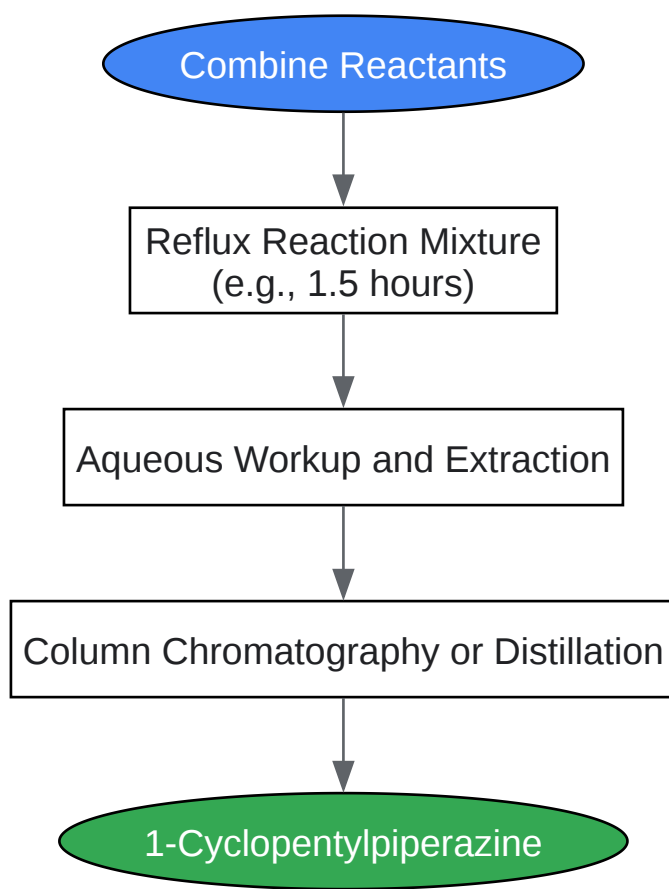 Combine Reactants
Reflux Reaction Mixture
(e.g., 1.5 hours)
Aqueous Workup and Extraction
Column Chromatography or Distillation
1-Cyclopentylpiperazine